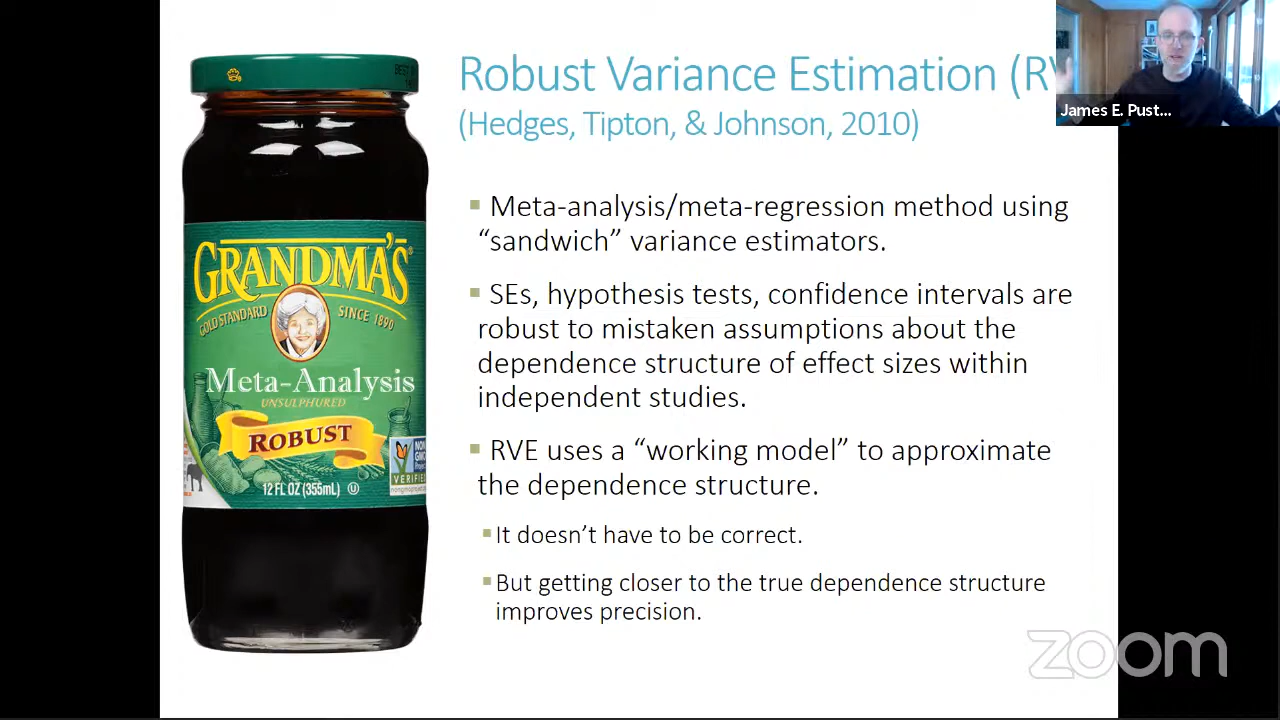 Robust Variance Estimation (RV
(Hedges, Tipton, & Johnson, 2010)
James E. Pust...
▪ Meta-analysis/meta-regression method using
“sandwich” variance estimators.
▪ SEs, hypothesis tests, confidence intervals are
robust to mistaken assumptions about the
dependence structure of effect sizes within
independent studies.
▪ RVE uses a “working model” to approximate
the dependence structure.
▪ It doesn’t have to be correct.
▪ But getting closer to the true dependence structure
improves precision.
GRANDMA'S®
GOLD STANDARD SINCE 1890
Meta-Analysis
UNSULPHURED
ROBUST
NON
GMO
VERIFIED
12 FL OZ (355mL) U
zoom